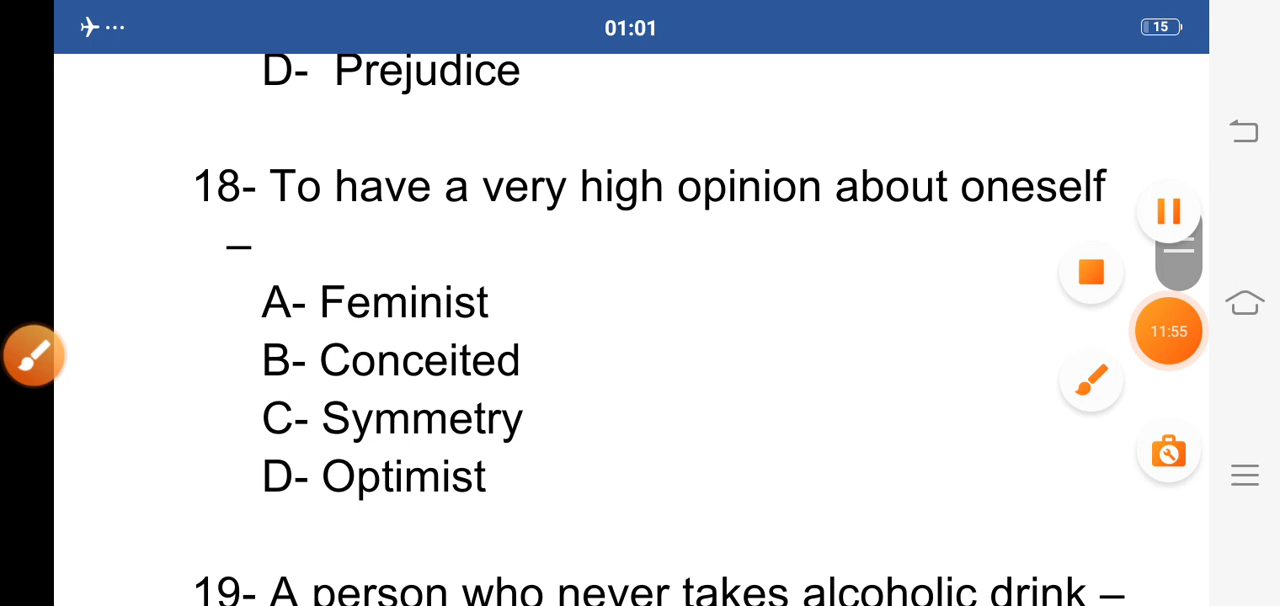 01:01
15
D- Prejudice
18- To have a very high opinion about oneself
–
A- Feminist
B- Conceited
C- Symmetry
D- Optimist
11:55
19- A person who never takes alcoholic drink –